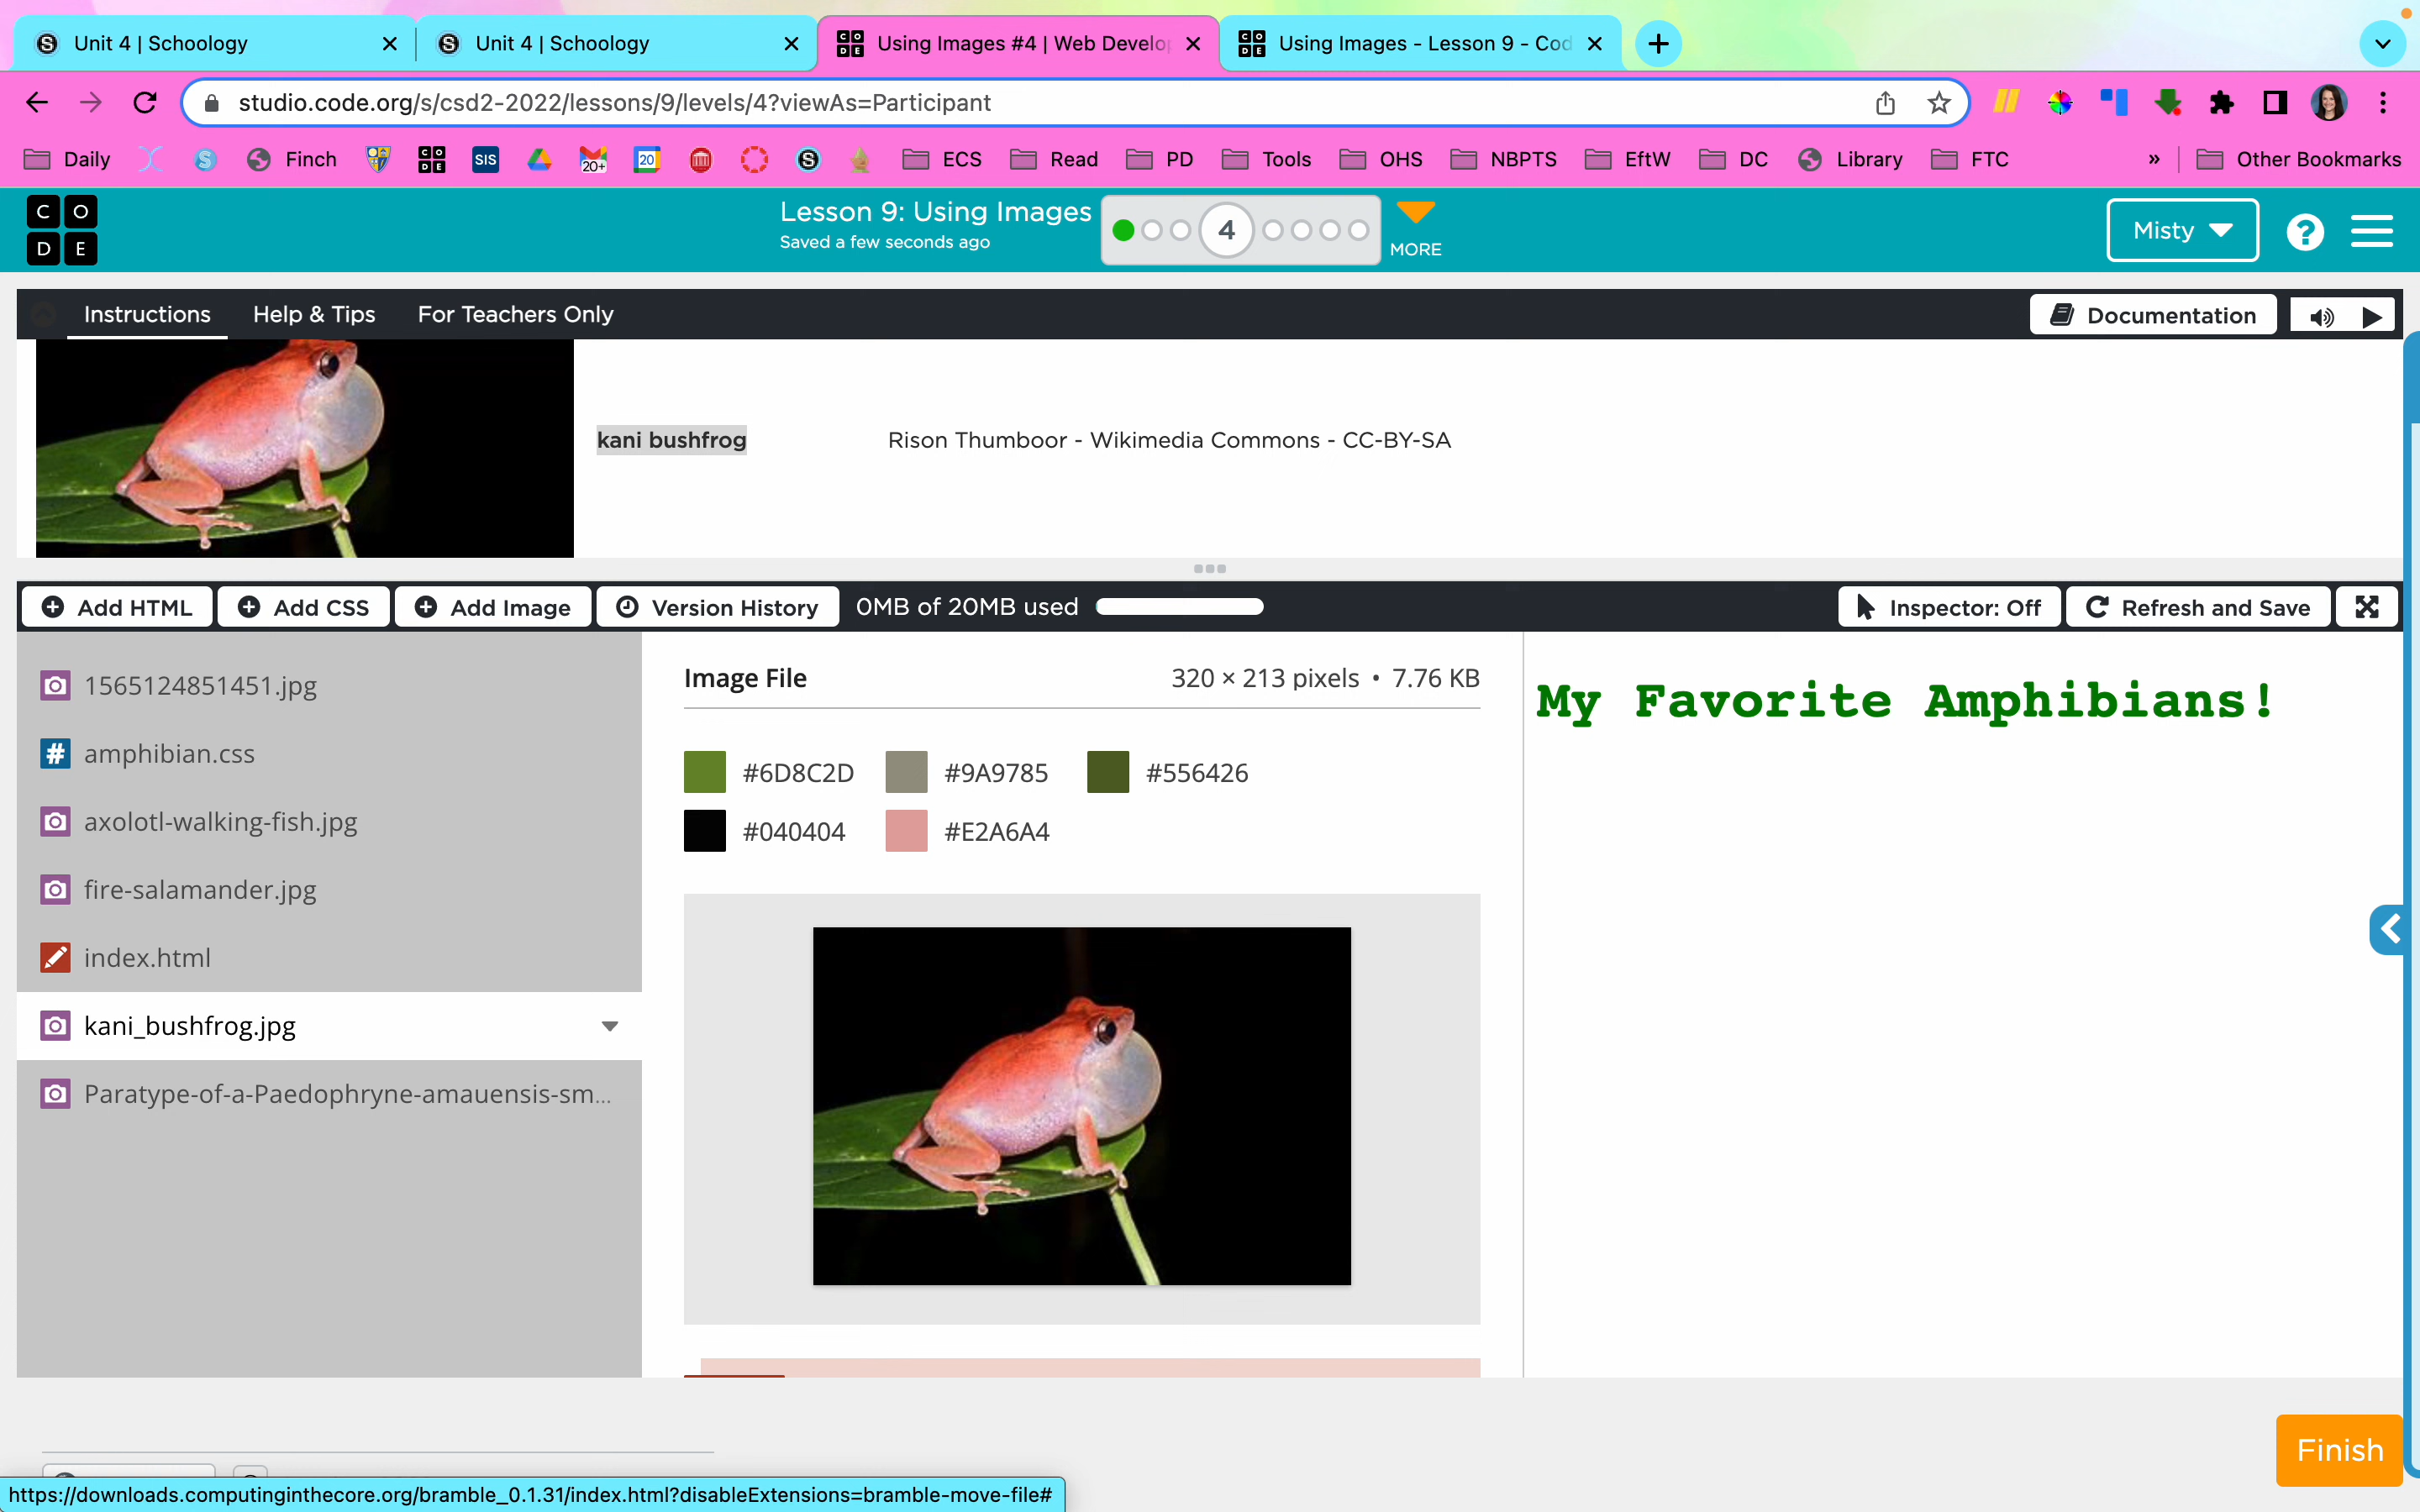 Unit 4 | Schoology
Unit 4 | Schoology
Using Images #4 | Web Develop
Using Images - Lesson 9 - Cod
studio.code.org/s/csd2-2022/lessons/9/levels/4?viewAs=Participant
Daily Finch SIS 20+ 20 ECS Read PD Tools OHS NBPTS EftW DC Library FTC » Other Bookmarks
C O
D E
Lesson 9: Using Images
Saved a few seconds ago
4
MORE
Misty
?
Instructions Help & Tips For Teachers Only Documentation
kani bushfrog Rison Thumboor - Wikimedia Commons - CC-BY-SA
Add HTML Add CSS Add Image Version History 0MB of 20MB used Inspector: Off Refresh and Save
1565124851451.jpg
amphibian.css
axolotl-walking-fish.jpg
fire-salamander.jpg
index.html
kani_bushfrog.jpg
Paratype-of-a-Paedophryne-amauensis-sm...
Image File 320 × 213 pixels • 7.76 KB
#6D8C2D #9A9785 #556426
#040404 #E2A6A4
My Favorite Amphibians!
Finish
https://downloads.computinginthecore.org/bramble_0.1.31/index.html?disableExtensions=bramble-move-file#